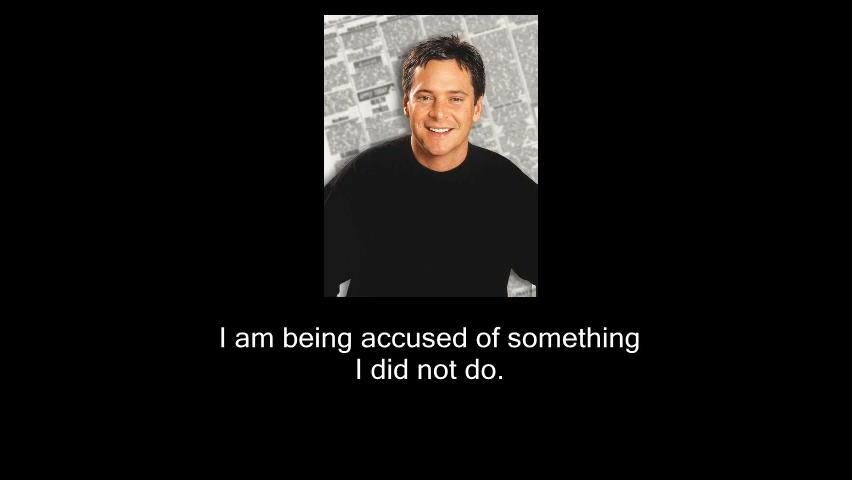 I am being accused of something
I did not do.